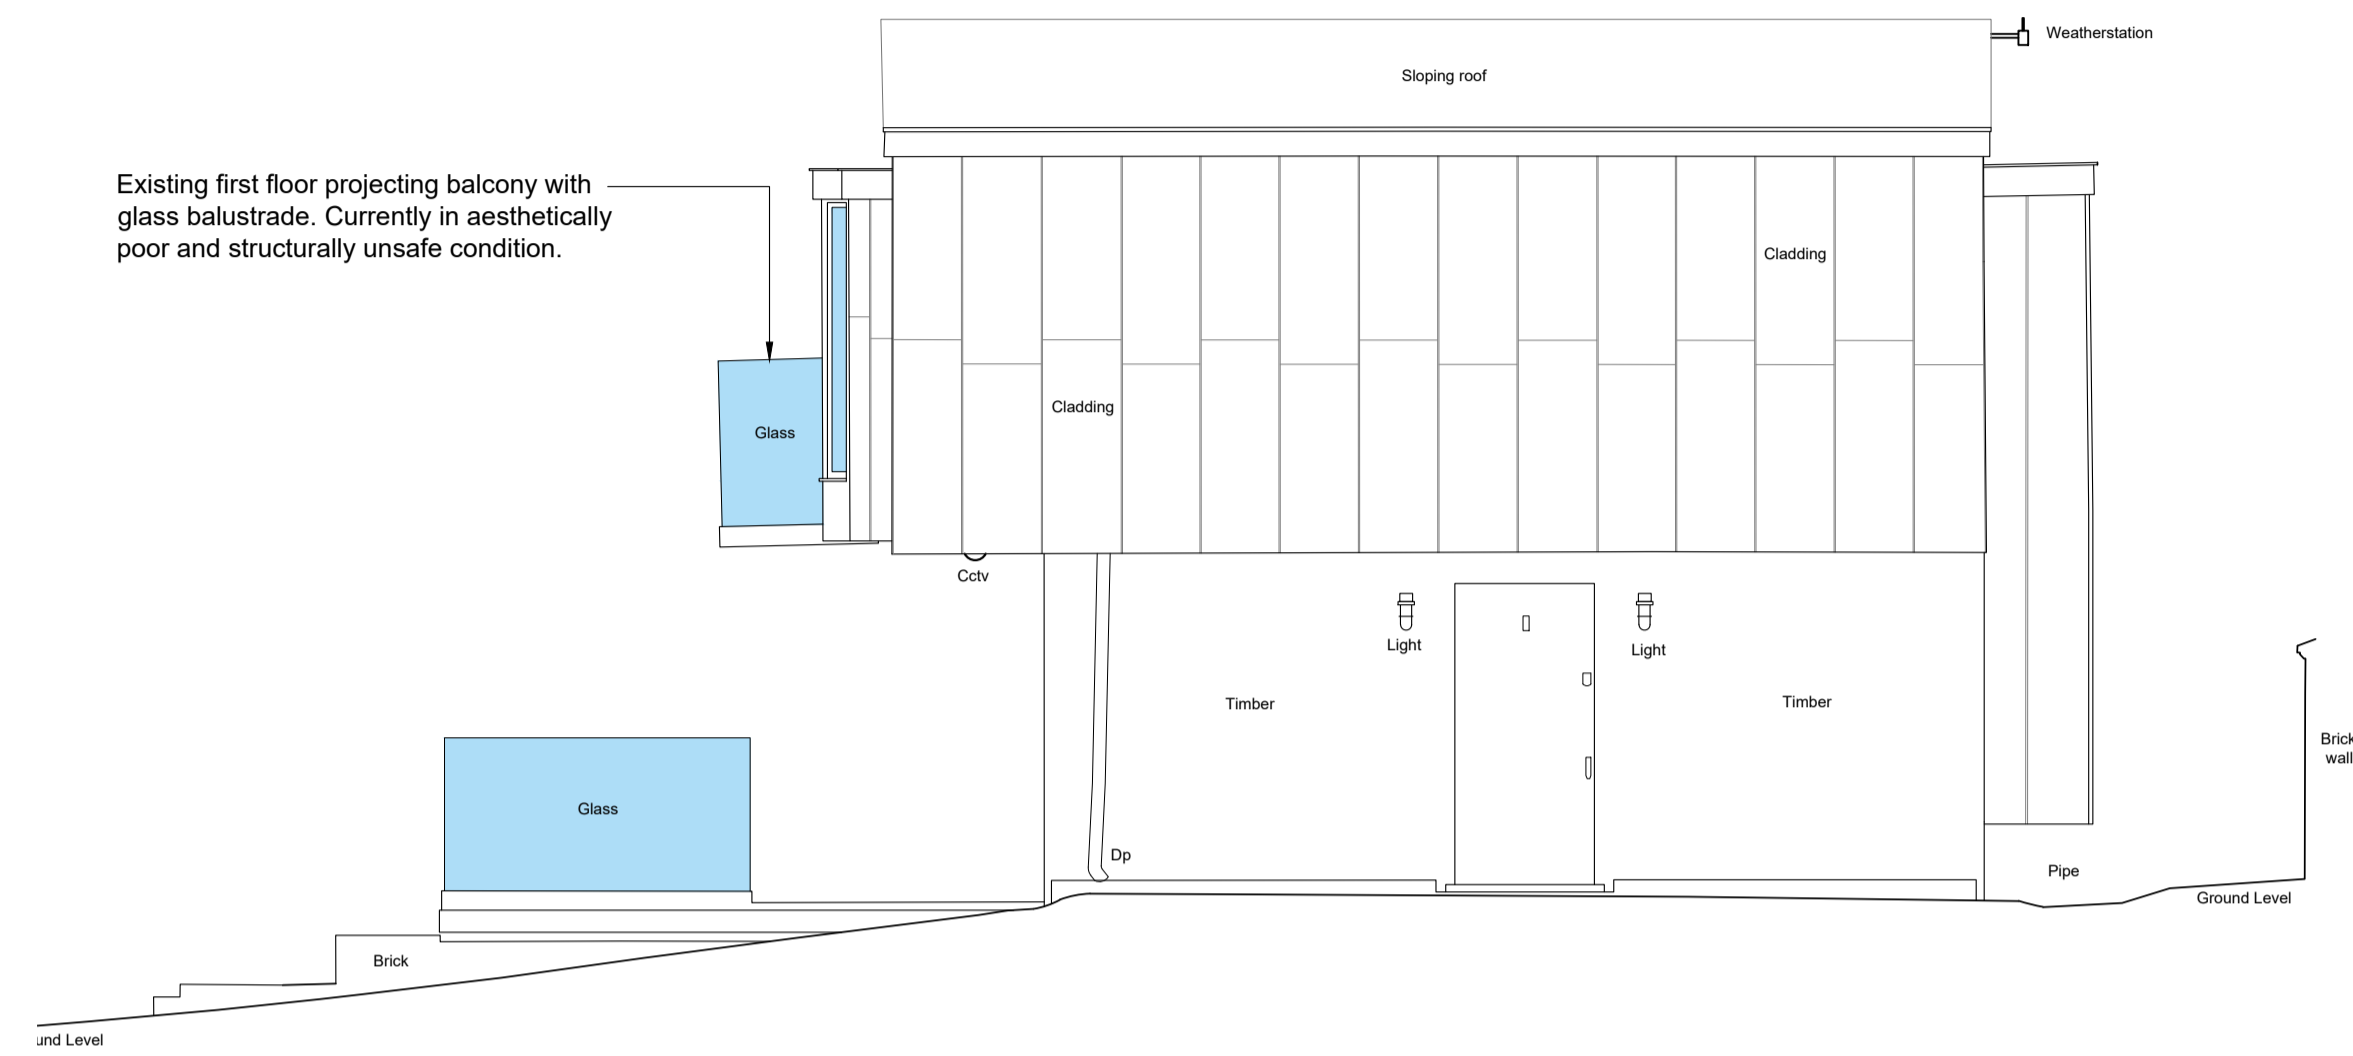 Weatherstation
Sloping roof
Existing first floor projecting balcony with
glass balustrade. Currently in aesthetically
poor and structurally unsafe condition.
Cladding
Cladding
Glass
Cctv
Light
Light
Timber
Timber
Brick
wall
Glass
Dp
Pipe
Ground Level
Brick
und Level